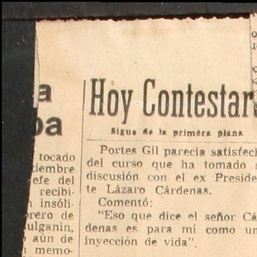 a
ba
tocado
diembre
efe del
recibi-
n insóli-
rero de
ulganin,
aún de
memo-
Hoy Contestar
Sigue de la primera plana
Portes Gil parecía satisfech
del curso que ha tomado s
discusión con el ex Preside
te Lázaro Cárdenas.
Comentó:
"Eso que dice el señor Cá
denas es para mí como un
inyección de vida".